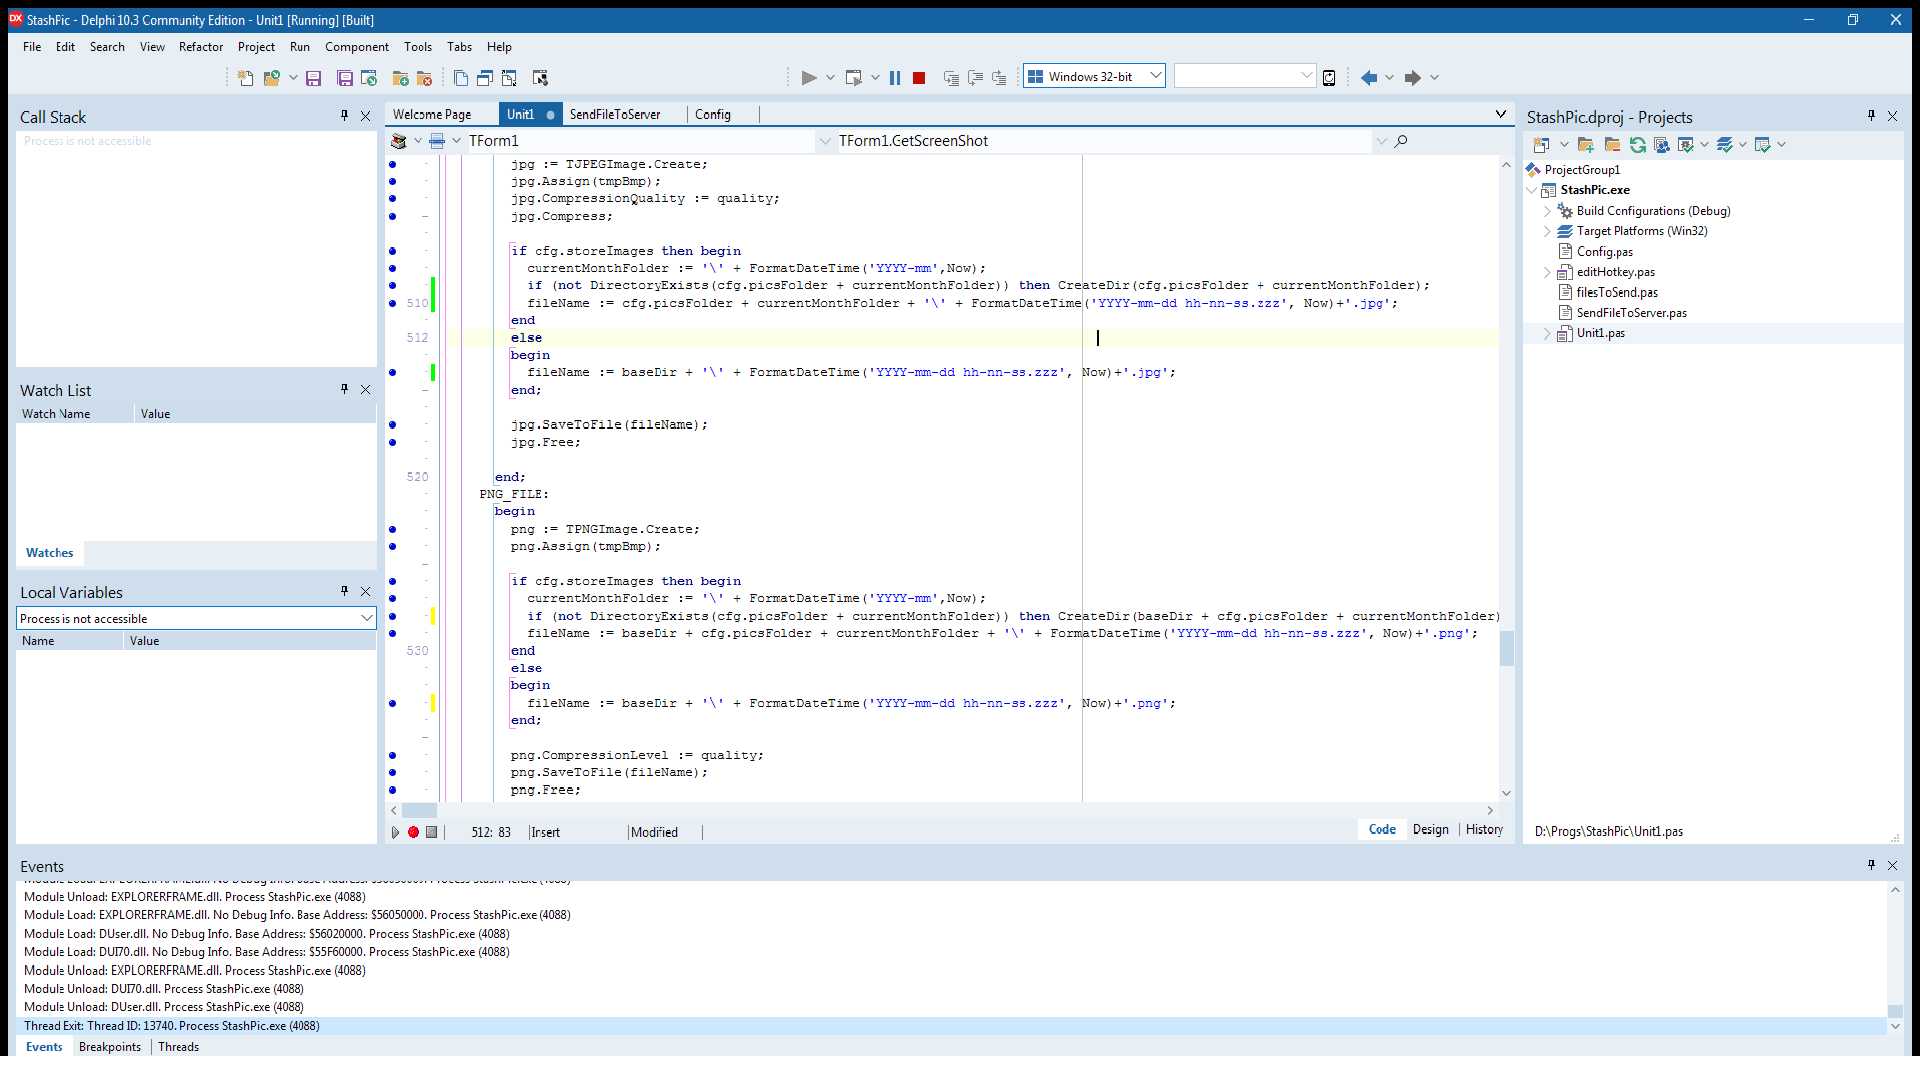 StashPic - Delphi 10.3 Community Edition - Unit1 [Running] [Built]
File Edit Search View Refactor Project Run Component Tools Tabs Help
Windows 32-bit
Call Stack
Process is not accessible
Watch List
Watch Name Value
Watches
Local Variables
Process is not accessible
Name Value
Welcome Page Unit1 SendFileToServer Config
TForm1 TForm1.GetScreenShot
jpg := TJPEGImage.Create;
jpg.Assign(tmpBmp);
jpg.CompressionQuality := quality;
jpg.Compress;
if cfg.storeImages then begin
currentMonthFolder := '\' + FormatDateTime('YYYY-mm',Now);
if (not DirectoryExists(cfg.picsFolder + currentMonthFolder)) then CreateDir(cfg.picsFolder + currentMonthFolder);
510 fileName := cfg.picsFolder + currentMonthFolder + '\' + FormatDateTime('YYYY-mm-dd hh-nn-ss.zzz', Now)+'.jpg';
end
512 else
begin
fileName := baseDir + '\' + FormatDateTime('YYYY-mm-dd hh-nn-ss.zzz', Now)+'.jpg';
end;
jpg.SaveToFile(fileName);
jpg.Free;
520 end;
PNG_FILE:
begin
png := TPNGImage.Create;
png.Assign(tmpBmp);
if cfg.storeImages then begin
currentMonthFolder := '\' + FormatDateTime('YYYY-mm',Now);
if (not DirectoryExists(cfg.picsFolder + currentMonthFolder)) then CreateDir(baseDir + cfg.picsFolder + currentMonthFolder)
fileName := baseDir + cfg.picsFolder + currentMonthFolder + '\' + FormatDateTime('YYYY-mm-dd hh-nn-ss.zzz', Now)+'.png';
530 end
else
begin
fileName := baseDir + '\' + FormatDateTime('YYYY-mm-dd hh-nn-ss.zzz', Now)+'.png';
end;
png.CompressionLevel := quality;
png.SaveToFile(fileName);
png.Free;
512: 83 Insert Modified
Code Design History
StashPic.dproj - Projects
ProjectGroup1
StashPic.exe
Build Configurations (Debug)
Target Platforms (Win32)
Config.pas
editHotkey.pas
filesToSend.pas
SendFileToServer.pas
Unit1.pas
D:\Progs\StashPic\Unit1.pas
Events
Module Unload: EXPLORERFRAME.dll. Process StashPic.exe (4088)
Module Load: EXPLORERFRAME.dll. No Debug Info. Base Address: $56050000. Process StashPic.exe (4088)
Module Load: DUser.dll. No Debug Info. Base Address: $56020000. Process StashPic.exe (4088)
Module Load: DUI70.dll. No Debug Info. Base Address: $55F60000. Process StashPic.exe (4088)
Module Unload: EXPLORERFRAME.dll. Process StashPic.exe (4088)
Module Unload: DUI70.dll. Process StashPic.exe (4088)
Module Unload: DUser.dll. Process StashPic.exe (4088)
Thread Exit: Thread ID: 13740. Process StashPic.exe (4088)
Events Breakpoints Threads